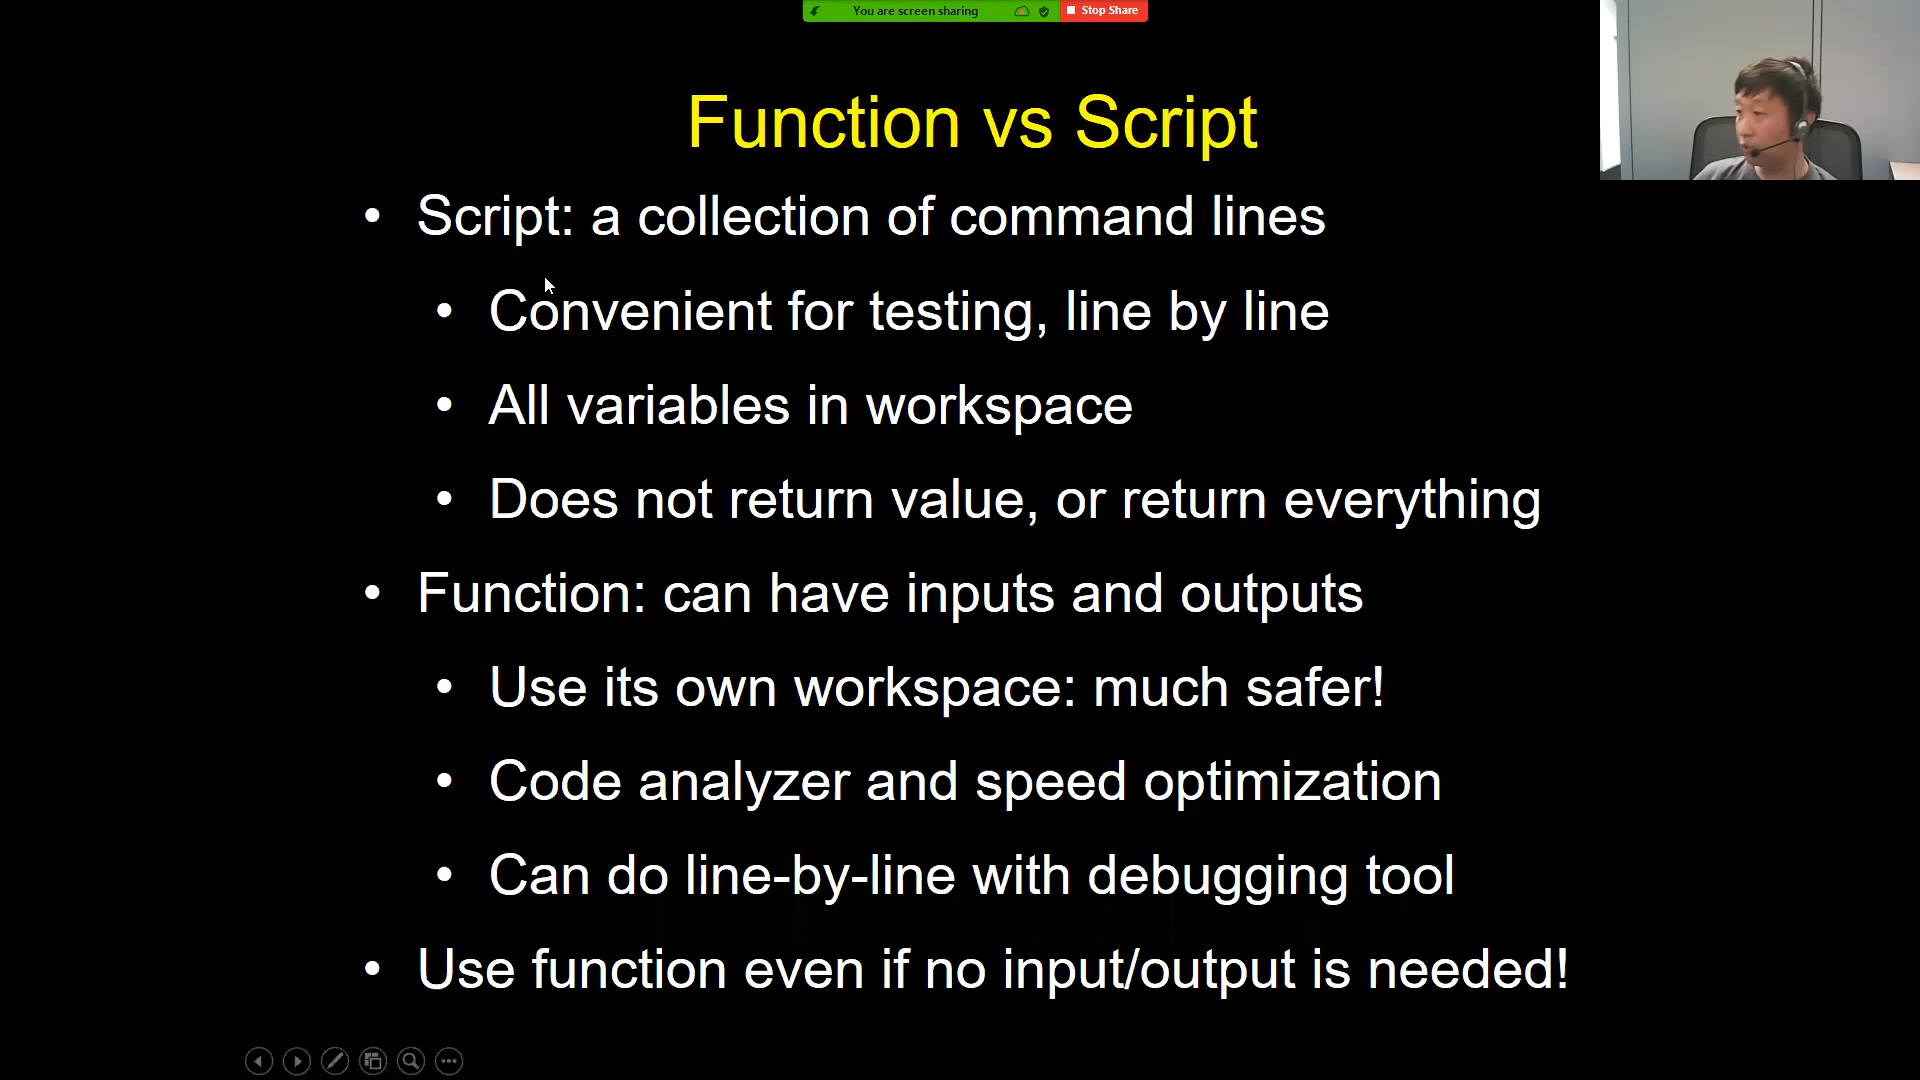 You are screen sharing
Stop Share
Function vs Script
• Script: a collection of command lines
• Convenient for testing, line by line
• All variables in workspace
• Does not return value, or return everything
• Function: can have inputs and outputs
• Use its own workspace: much safer!
• Code analyzer and speed optimization
• Can do line-by-line with debugging tool
• Use function even if no input/output is needed!